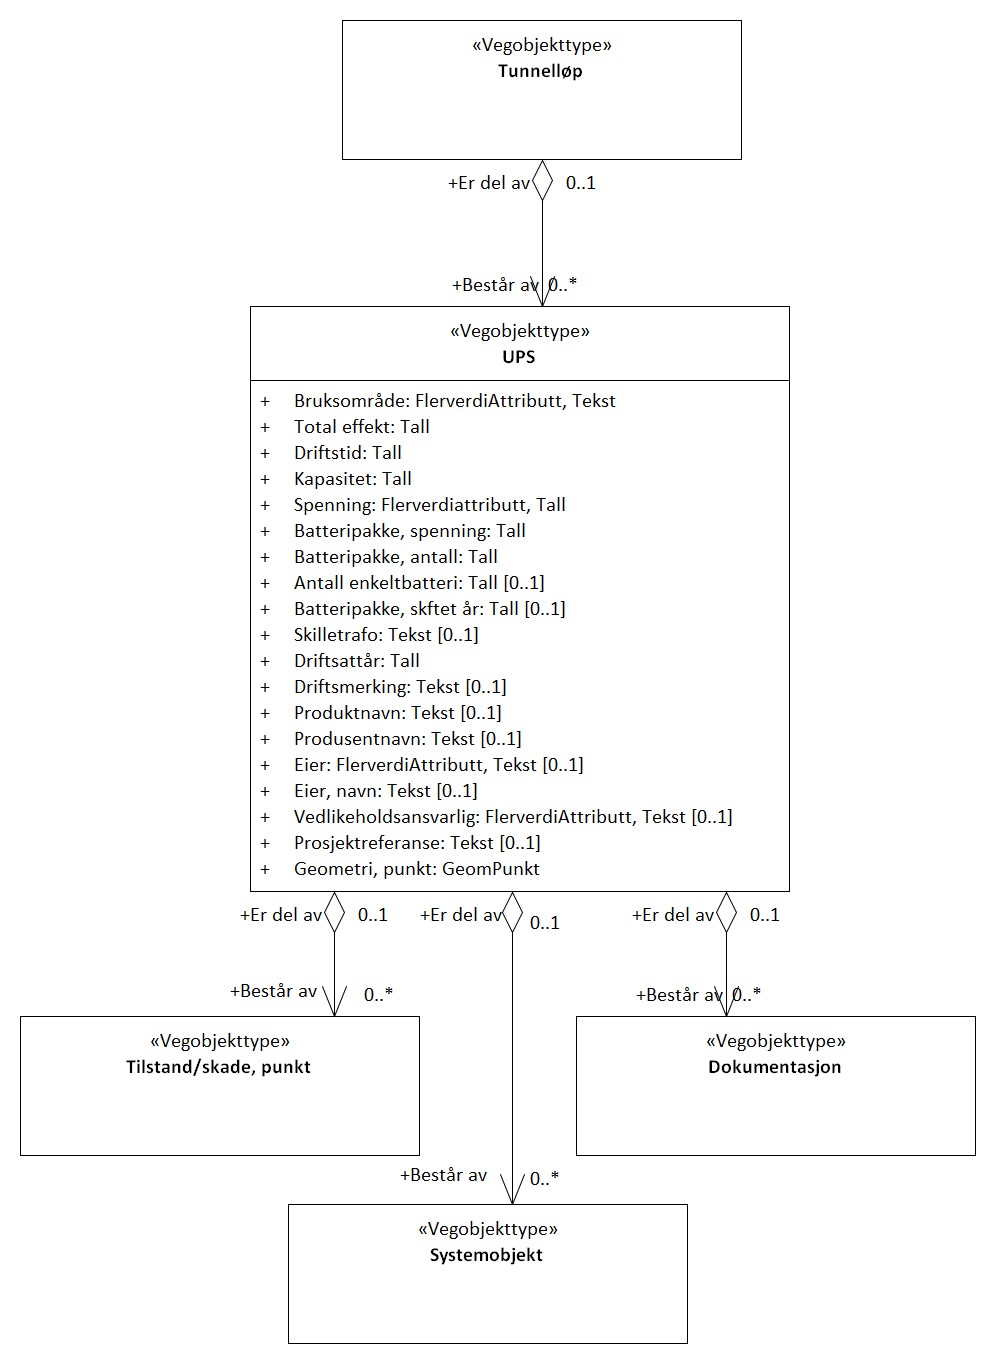 «Vegobjekttype»
Tunnelløp
+Er del av 0..1
+Består av 0..*
«Vegobjekttype»
UPS
+ Bruksområde: FlerverdiAttributt, Tekst
+ Total effekt: Tall
+ Driftstid: Tall
+ Kapasitet: Tall
+ Spenning: Flerverdiattributt, Tall
+ Batteripakke, spenning: Tall
+ Batteripakke, antall: Tall
+ Antall enkeltbatteri: Tall [0..1]
+ Batteripakke, skftet år: Tall [0..1]
+ Skilletrafo: Tekst [0..1]
+ Driftsattår: Tall
+ Driftsmerking: Tekst [0..1]
+ Produktnavn: Tekst [0..1]
+ Produsentnavn: Tekst [0..1]
+ Eier: FlerverdiAttributt, Tekst [0..1]
+ Eier, navn: Tekst [0..1]
+ Vedlikeholdsansvarlig: FlerverdiAttributt, Tekst [0..1]
+ Prosjektreferanse: Tekst [0..1]
+ Geometri, punkt: GeomPunkt
+Er del av 0..1 +Er del av 0..1 +Er del av 0..1
+Består av 0..* +Består av 0..*
«Vegobjekttype»
Tilstand/skade, punkt
«Vegobjekttype»
Dokumentasjon
+Består av 0..*
«Vegobjekttype»
Systemobjekt